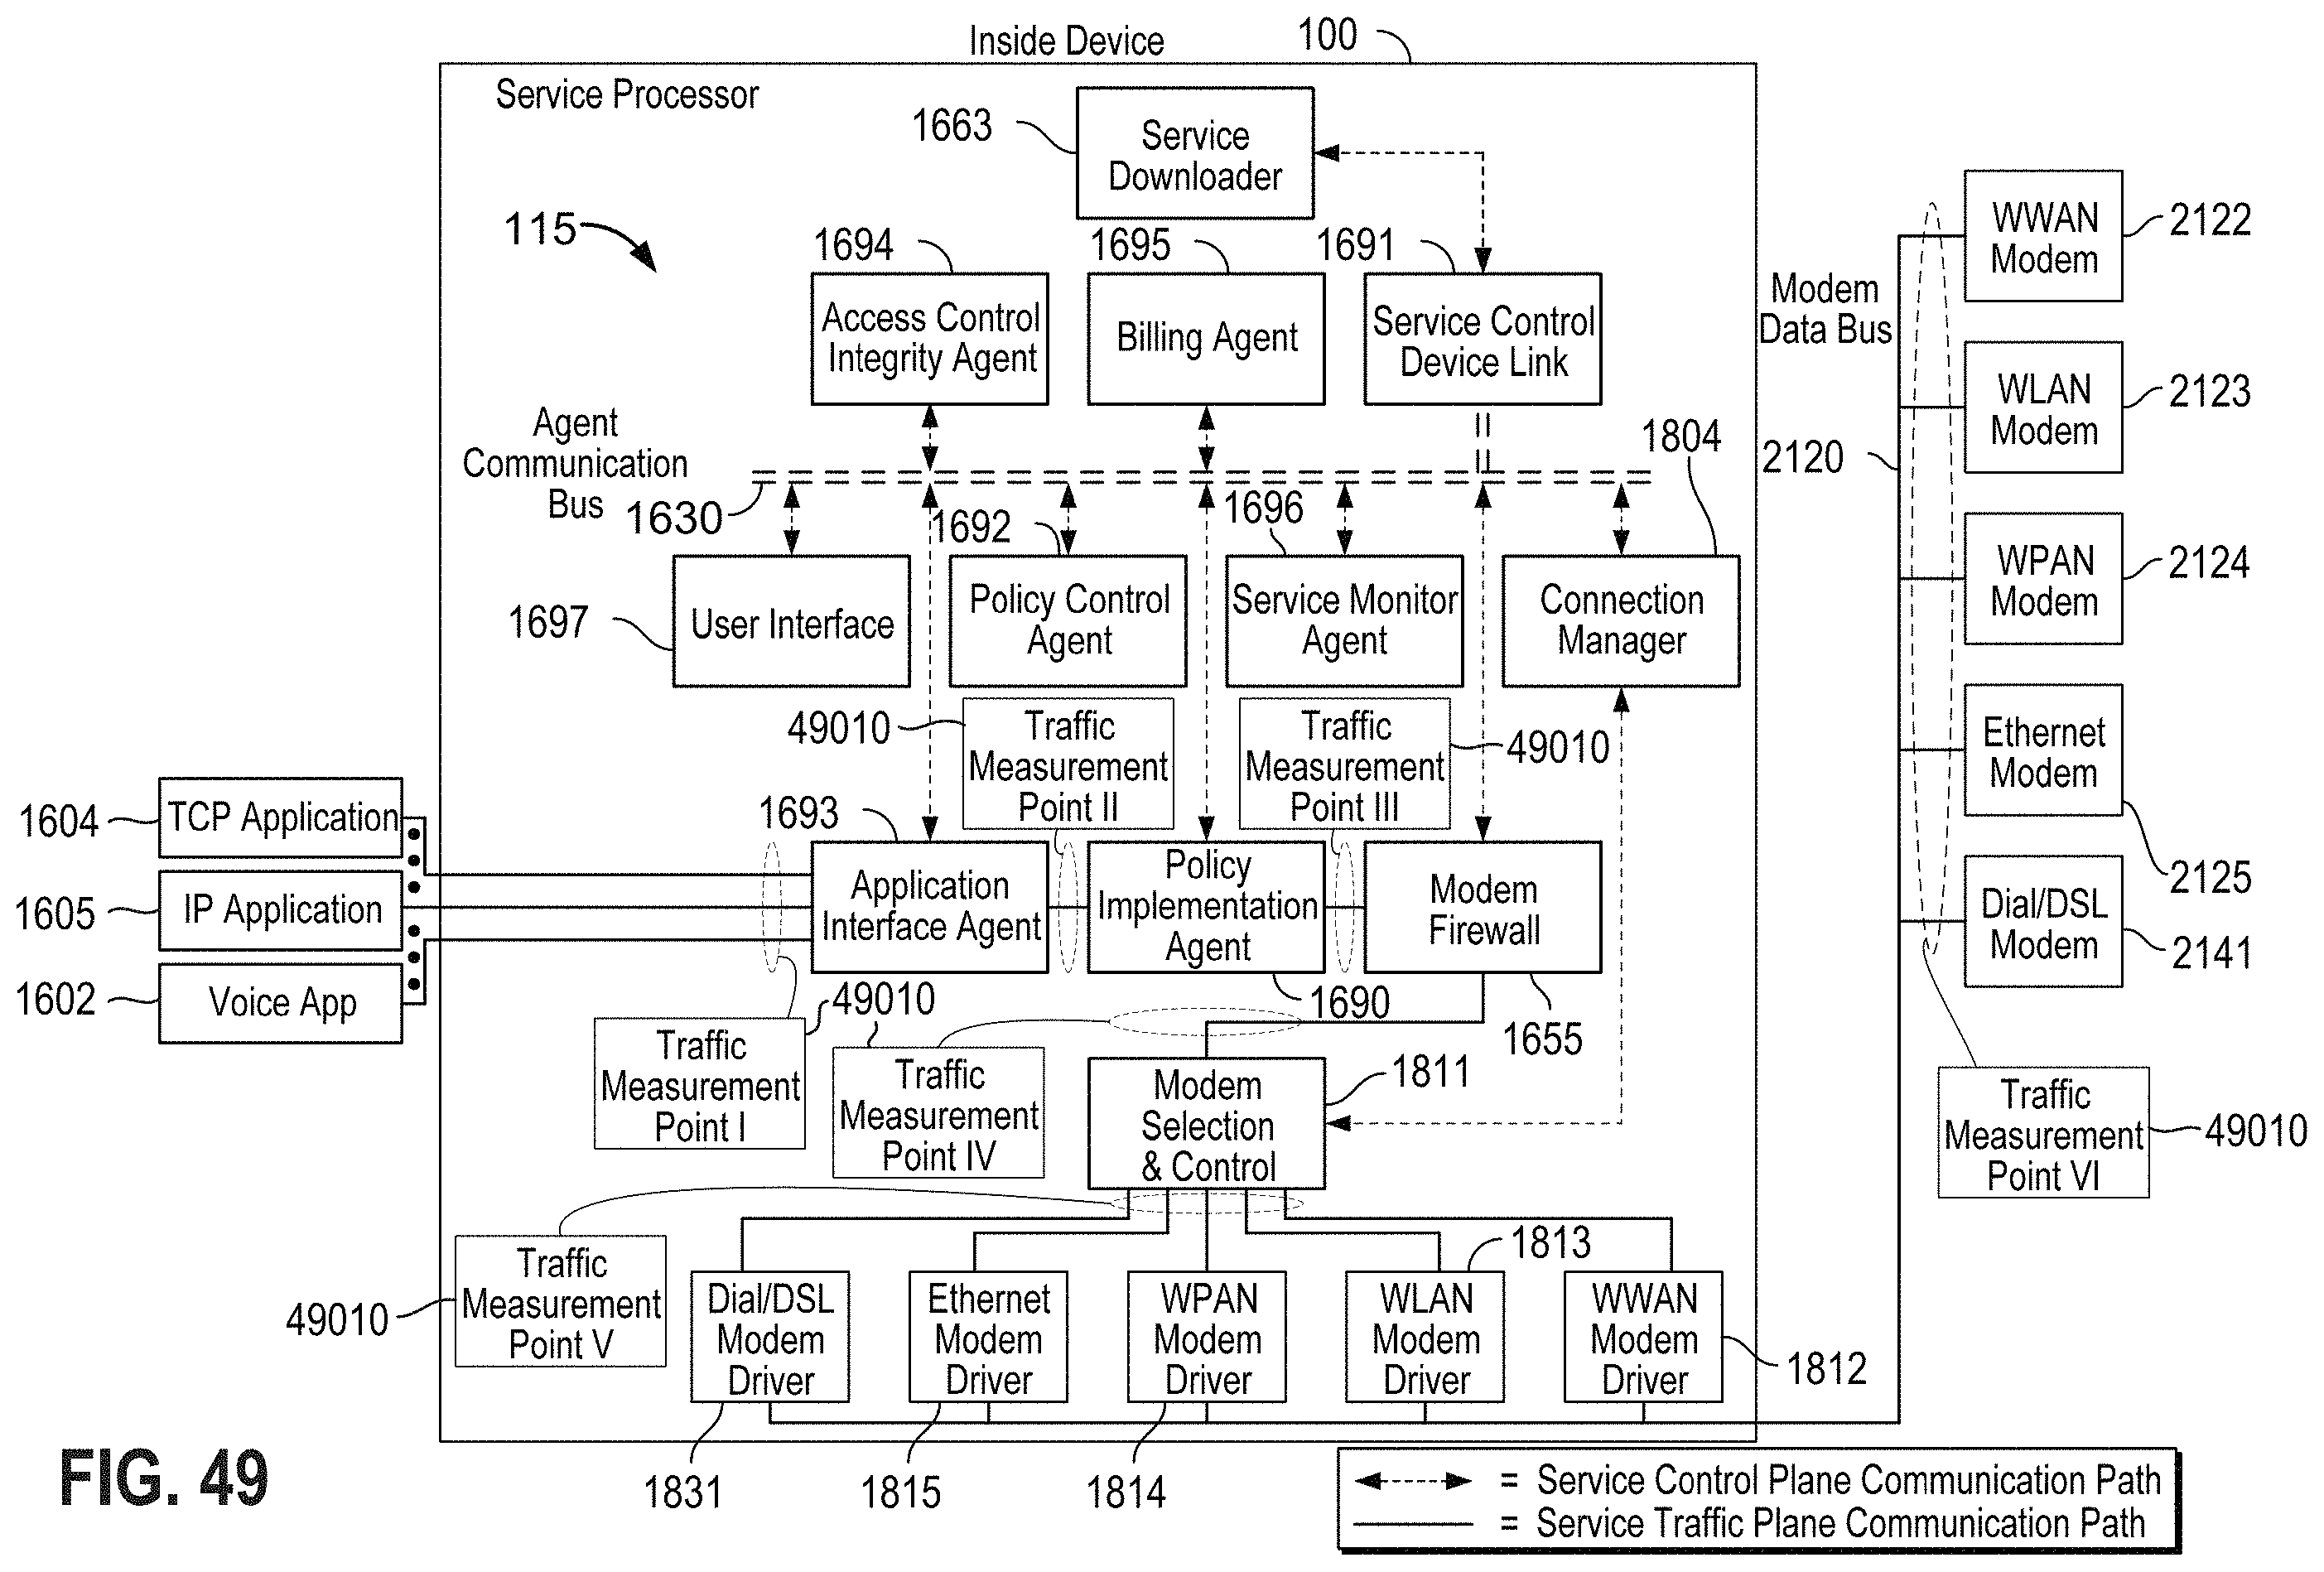 Inside Device
100
Service Processor
1663
Service
Downloader
115
1694
1695
1691
Access Control
Integrity Agent
Billing Agent
Service Control
Device Link
Modem
Data Bus
WWAN
Modem
2122
WLAN
Modem
2123
Agent
Communication
Bus
1630
1804
2120
1692
1696
WPAN
Modem
2124
1697
User Interface
Policy Control
Agent
Service Monitor
Agent
Connection
Manager
49010
Traffic
Measurement
Point II
Traffic
Measurement
Point III
49010
Ethernet
Modem
2125
1604
TCP Application
1605
IP Application
1602
Voice App
1693
Application
Interface Agent
Policy
Implementation
Agent
Modem
Firewall
Dial/DSL
Modem
2141
49010
1690
1655
Traffic
Measurement
Point I
49010
Traffic
Measurement
Point IV
Modem
Selection
& Control
1811
Traffic
Measurement
Point VI
49010
Traffic
Measurement
Point V
49010
Dial/DSL
Modem
Driver
Ethernet
Modem
Driver
WPAN
Modem
Driver
1813
WLAN
Modem
Driver
WWAN
Modem
Driver
1812
1831
1815
1814
FIG. 49
= Service Control Plane Communication Path
= Service Traffic Plane Communication Path